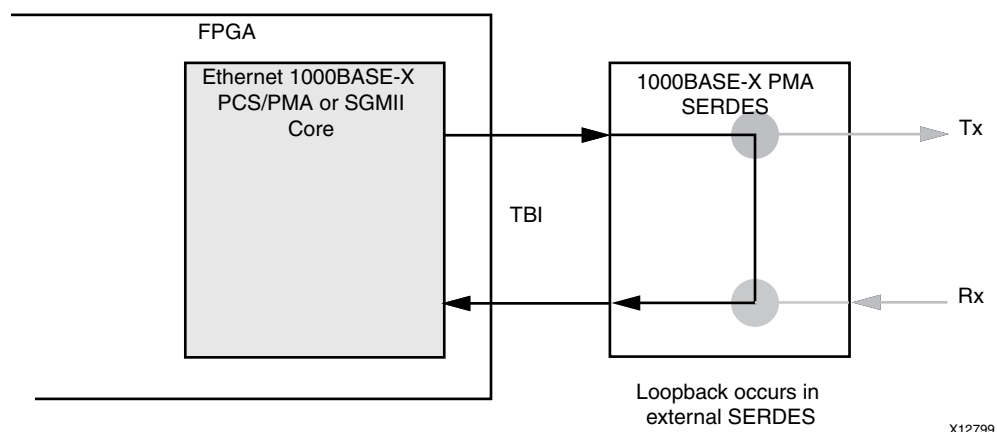 FPGA
Ethernet 1000BASE-X
PCS/PMA or SGMII
Core
1000BASE-X PMA
SERDES
Tx
TBI
Rx
Loopback occurs in
external SERDES
X12799